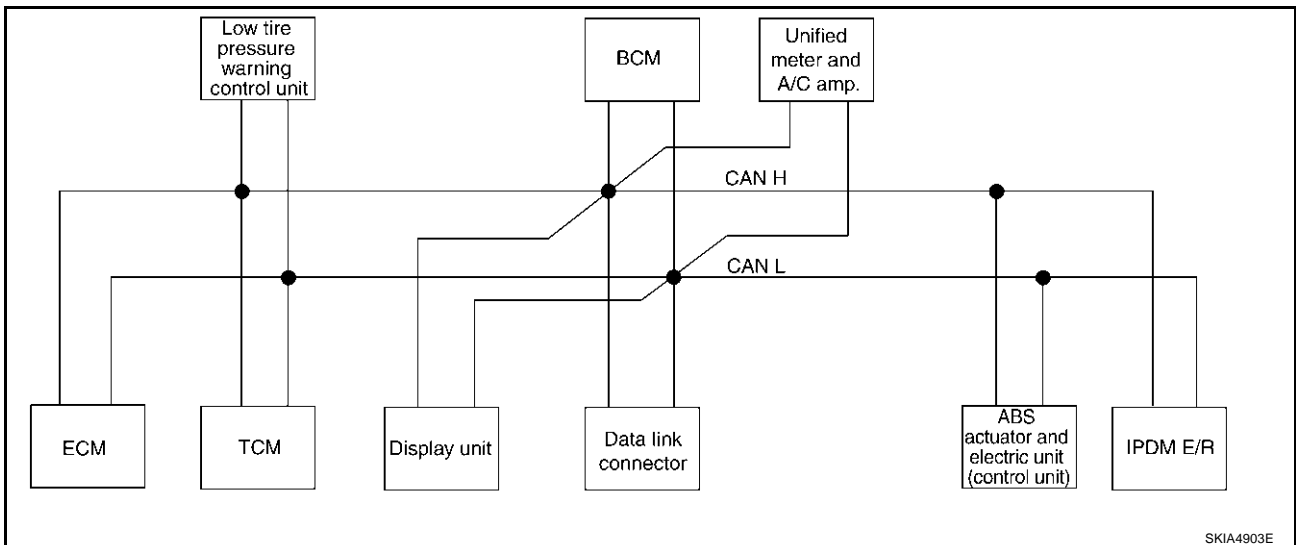 Low tire
pressure
warning
control unit
BCM
Unified
meter and
A/C amp.
CAN H
CAN L
ECM
TCM
Display unit
Data link
connector
ABS
actuator and
electric unit
(control unit)
IPDM E/R
SKIA4903E